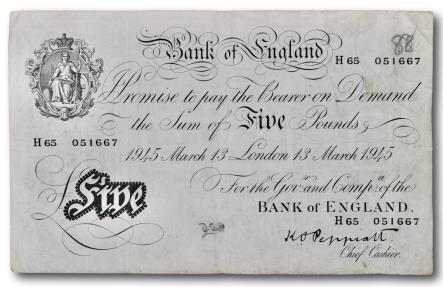 Bank of England H65 051667
88
I Promise to pay the Bearer on Demand
the Sum of Five Pounds
H65 051667
1945 March 13 London 13 March 1945
For the Govr. and Compa. of the
BANK of ENGLAND.
H65 051667
£Five
K O Peppiatt
Chief Cashier.